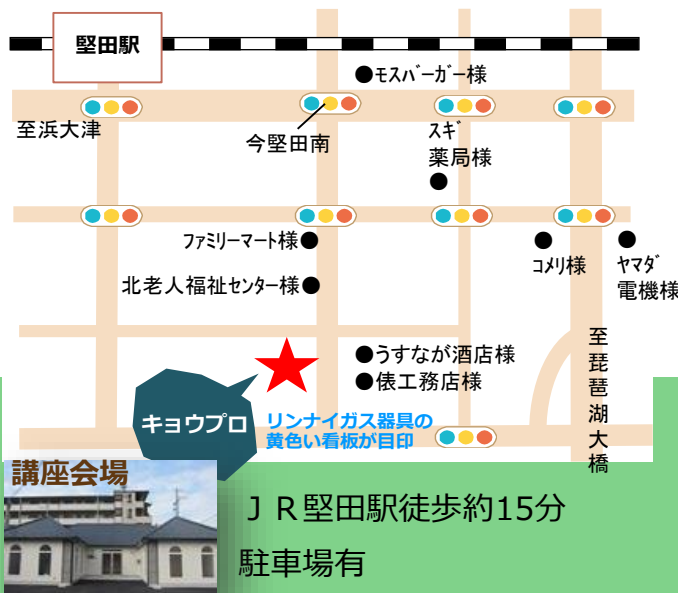 堅田駅
●モスバーガー様
至浜大津
今堅田南
スギ
薬局様
ファミリーマート様●
北老人福祉センター様●
コメリ様
ヤマダ
電機様
●うすなが酒店様
●俵工務店様
至琵琶湖大橋
キョウプロ
リンナイガス器具の
黄色い看板が目印
講座会場
ＪＲ堅田駅徒歩約15分
駐車場有